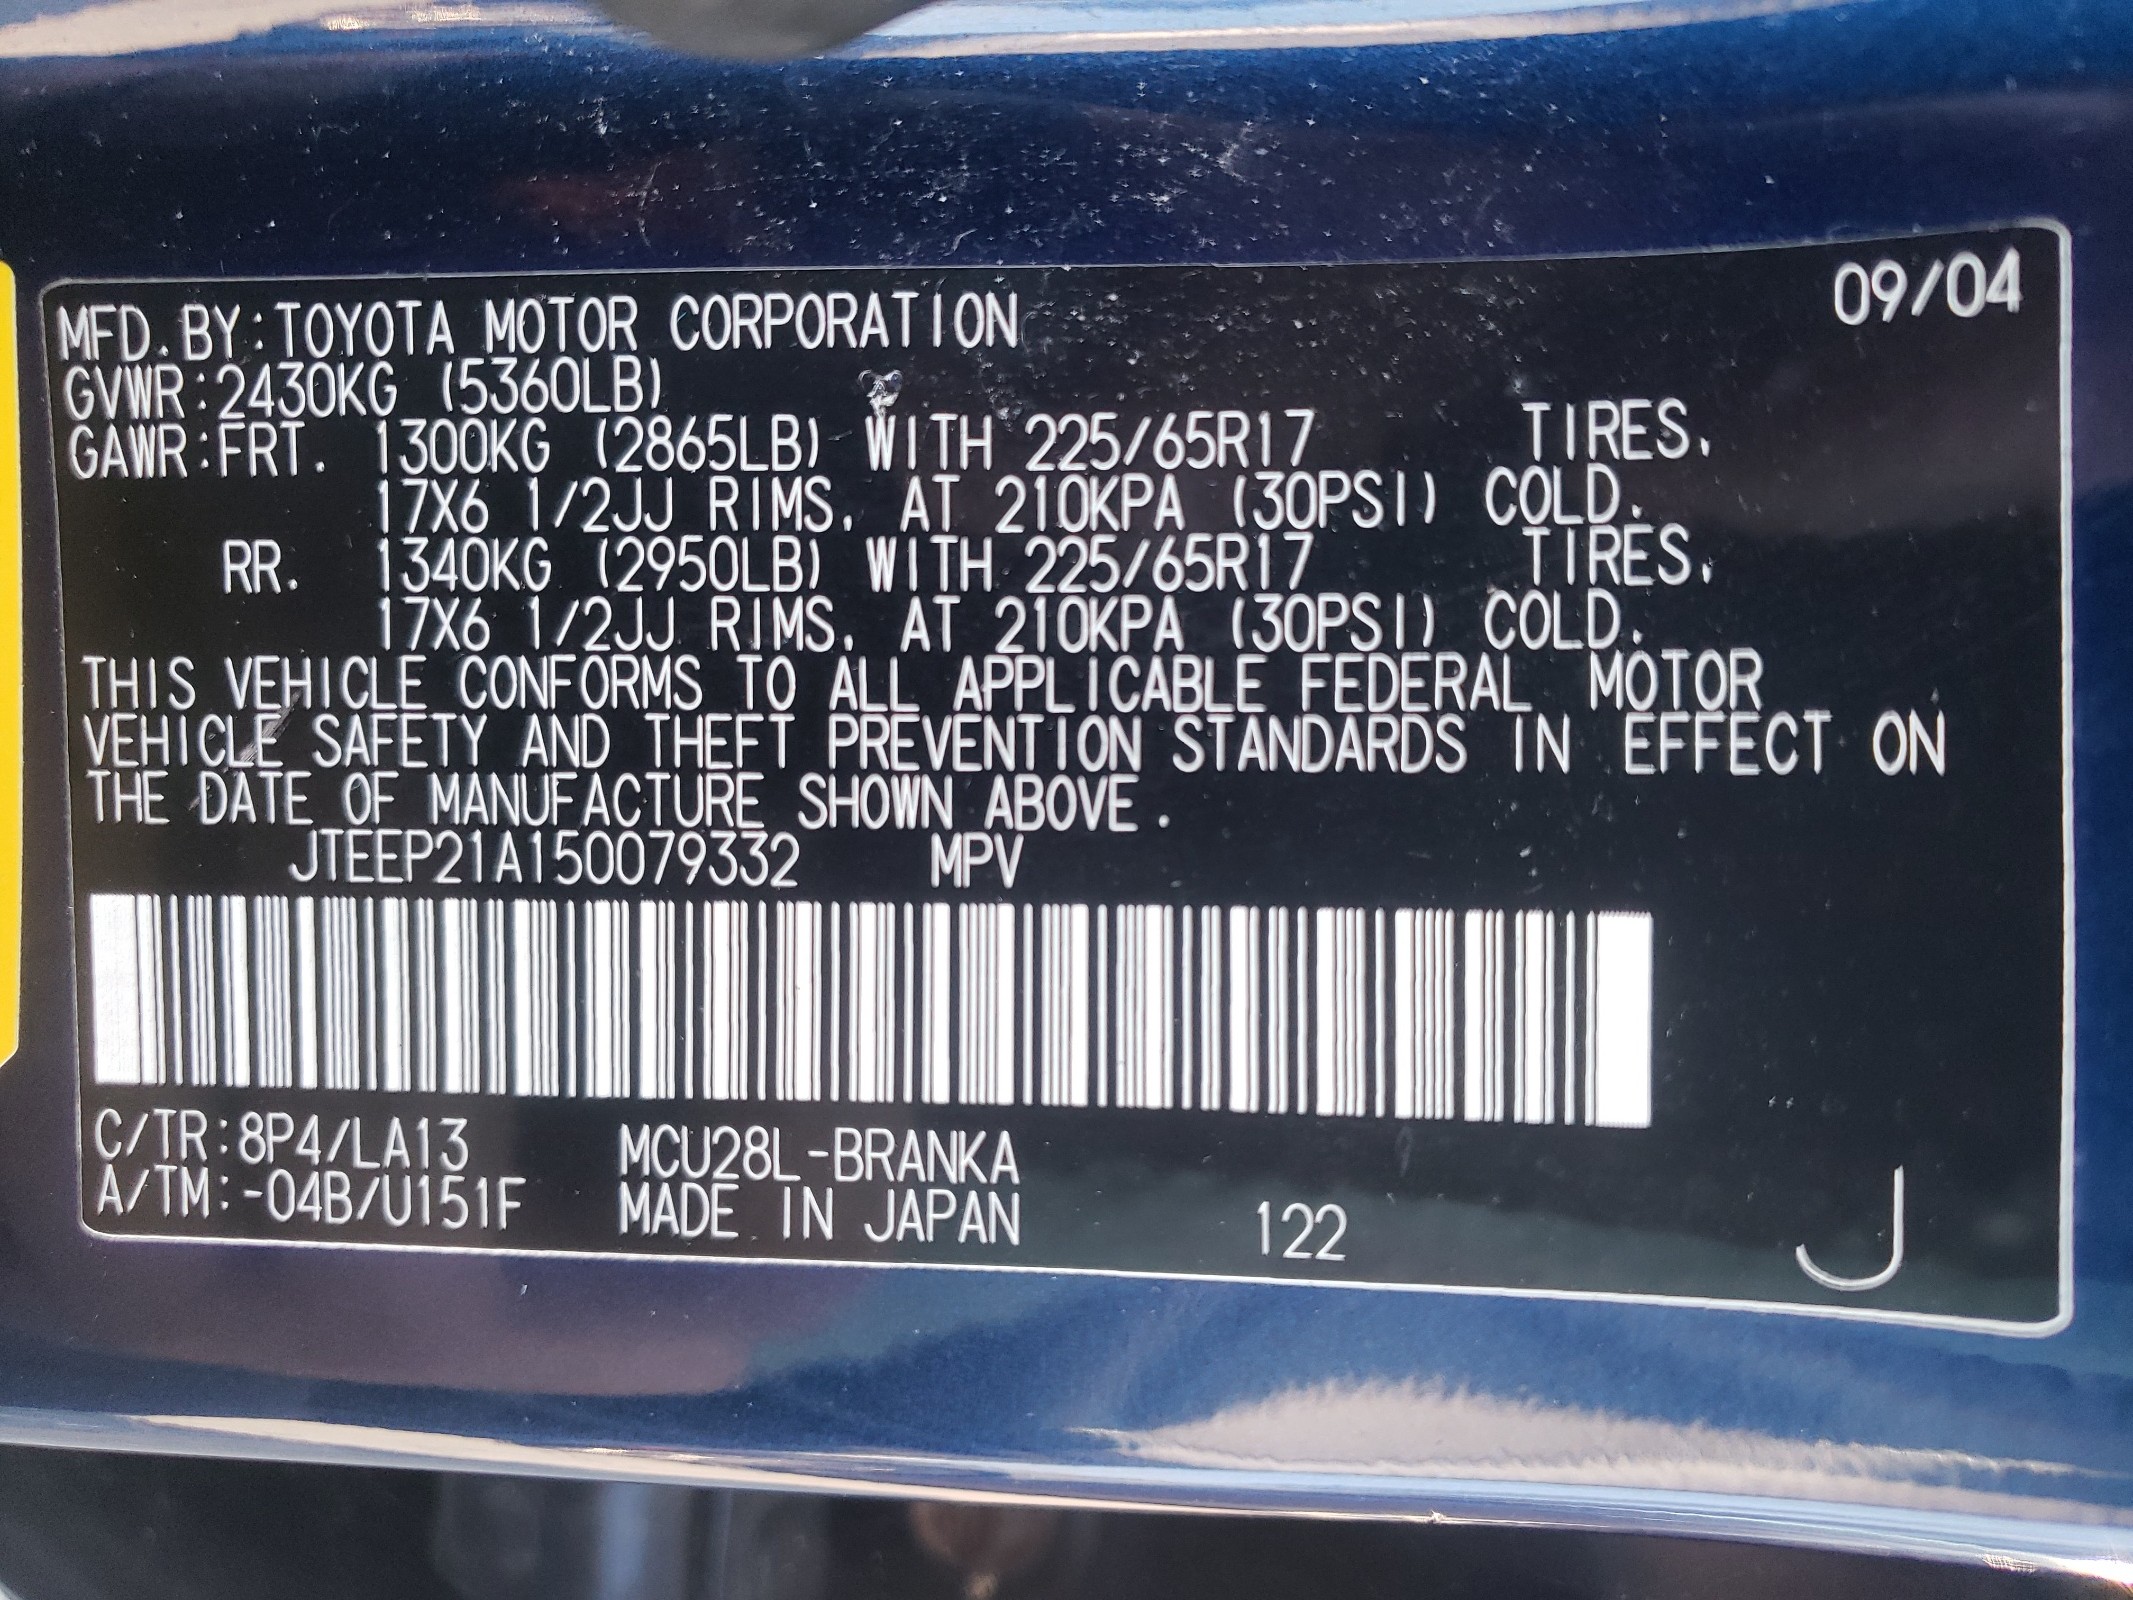 09/04
MFD.BY:TOYOTA MOTOR CORPORATION
GVWR:2430KG (5360LB)
GAWR:FRT. 1300KG (2865LB) WITH 225/65R17 TIRES,
17X6 1/2JJ RIMS, AT 210KPA (30PSI) COLD.
RR. 1340KG (2950LB) WITH 225/65R17 TIRES,
17X6 1/2JJ RIMS, AT 210KPA (30PSI) COLD.
THIS VEHICLE CONFORMS TO ALL APPLICABLE FEDERAL MOTOR
VEHICLE SAFETY AND THEFT PREVENTION STANDARDS IN EFFECT ON
THE DATE OF MANUFACTURE SHOWN ABOVE.
JTEEP21A150079332 MPV
C/TR:8P4/LA13 MCU28L-BRANKA
A/TM:-04B/U151F MADE IN JAPAN 122 J